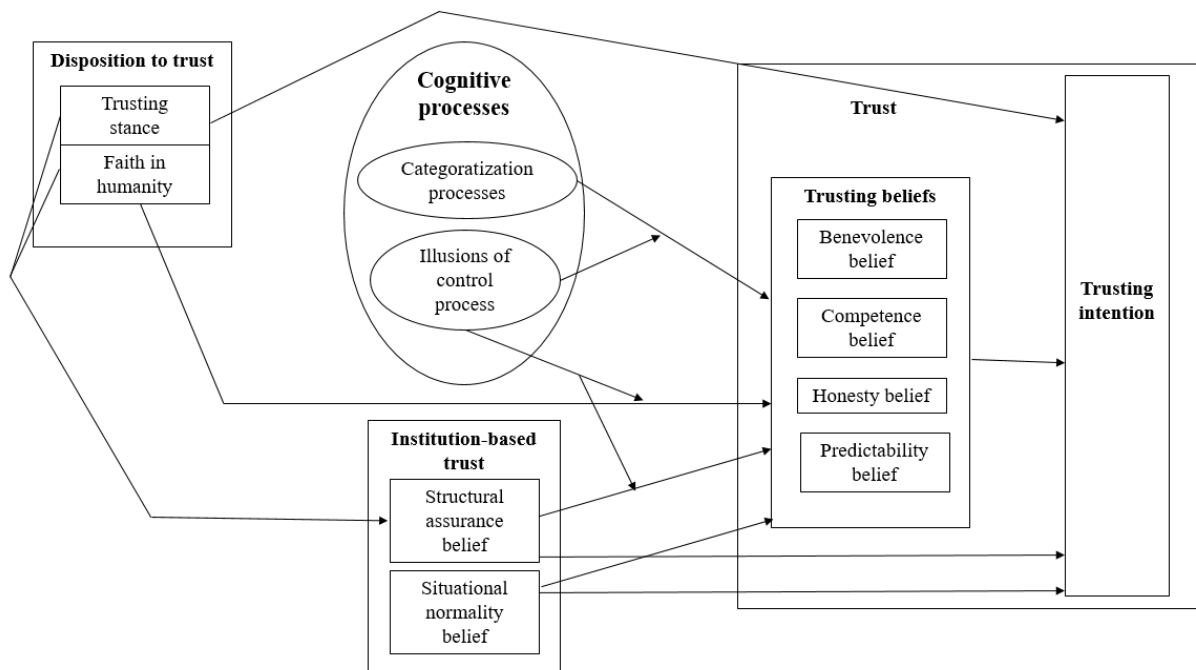 Disposition to trust
Trusting
stance
Faith in
humanity
Cognitive
processes
Categoratization
processes
Illusions of
control
process
Institution-based
trust
Structural
assurance
belief
Situational
normality
belief
Trust
Trusting beliefs
Benevolence
belief
Competence
belief
Honesty belief
Predictability
belief
Trusting
intention